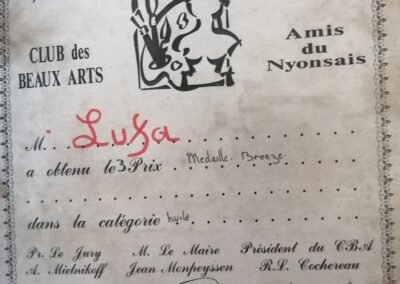 CLUB des
BEAUX ARTS
Amis
du
Nyonsais
M. Luka
a obtenu le 3 Prix Medaille Bronze
dans la catégorie huile
Pr. Le Jury M. Le Maire Président du CBA
A. Mielnikoff Jean Monpeyssen R.L. Cochereau